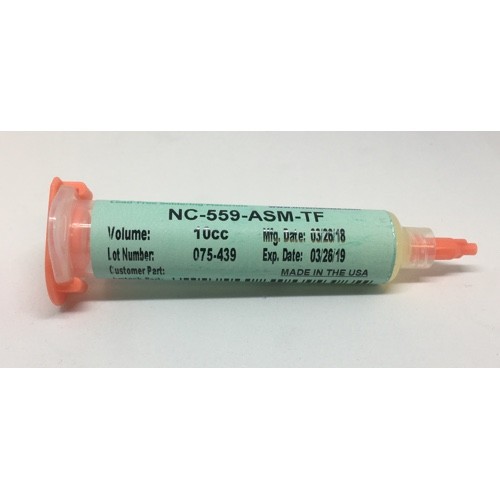 NC-559-ASM-TF
Volume: 10cc Mfg. Date: 03/26/18
Lot Number: 075-439 Exp. Date: 03/26/19
Customer Part: MADE IN THE USA